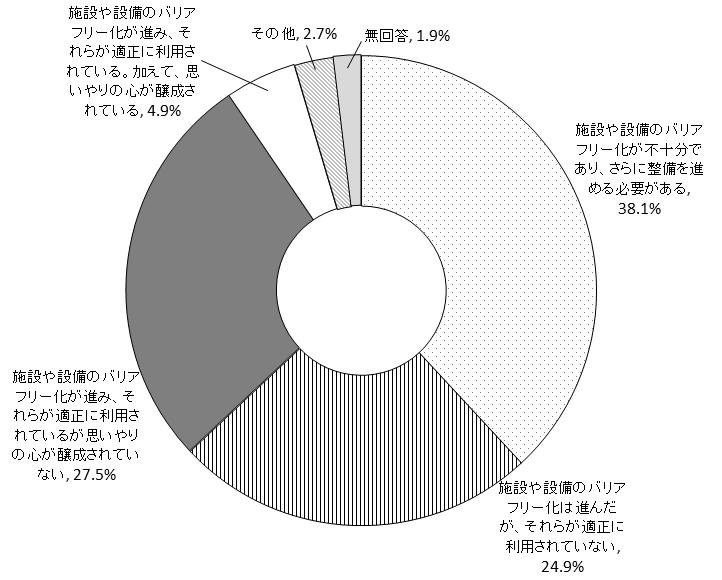 施設や設備のバリア
フリー化が進み、そ
れらが適正に利用さ
れている。加えて、思
いやりの心が醸成さ
れている, 4.9%
その他, 2.7%
無回答, 1.9%
施設や設備のバリア
フリー化が不十分で
あり、さらに整備を進
める必要がある,
38.1%
施設や設備のバリア
フリー化が進み、そ
れらが適正に利用さ
れているが思いやり
の心が醸成されてい
ない, 27.5%
施設や設備のバリア
フリー化は進んだ
が、それらが適正に
利用されていない,
24.9%